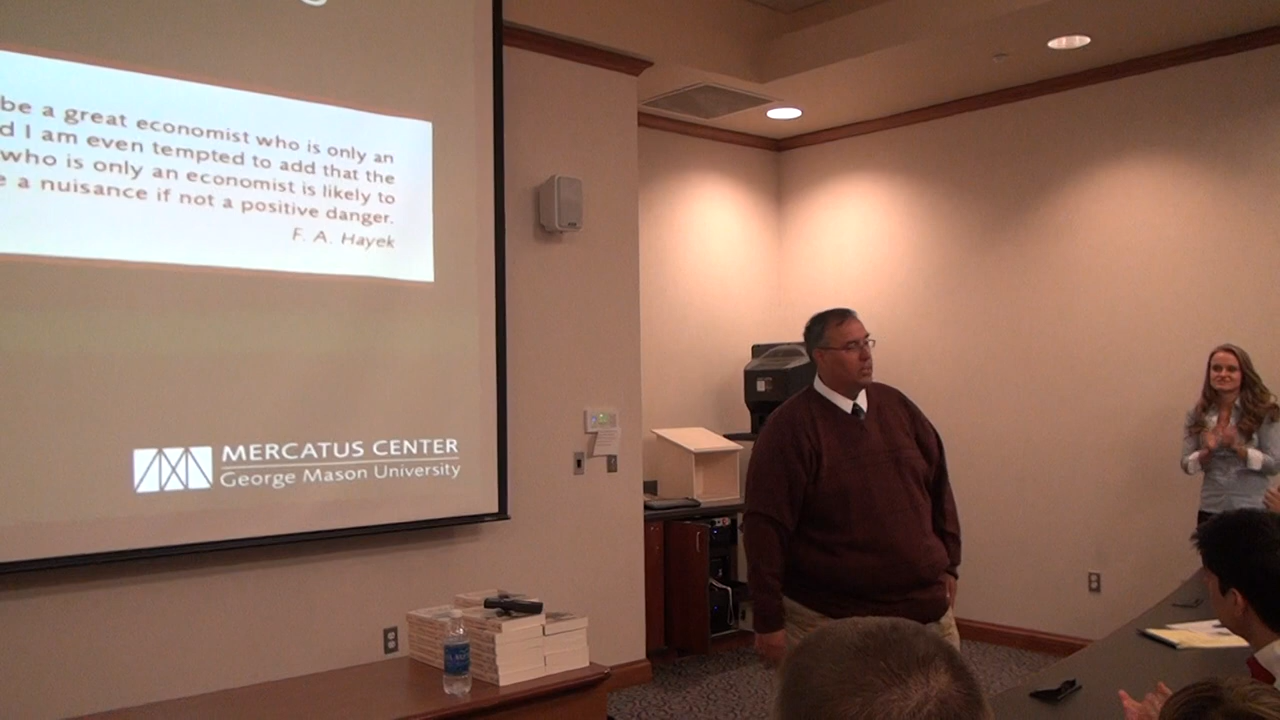 be a great economist who is only an
d I am even tempted to add that the
who is only an economist is likely to
e a nuisance if not a positive danger.
F. A. Hayek
MERCATUS CENTER
George Mason University